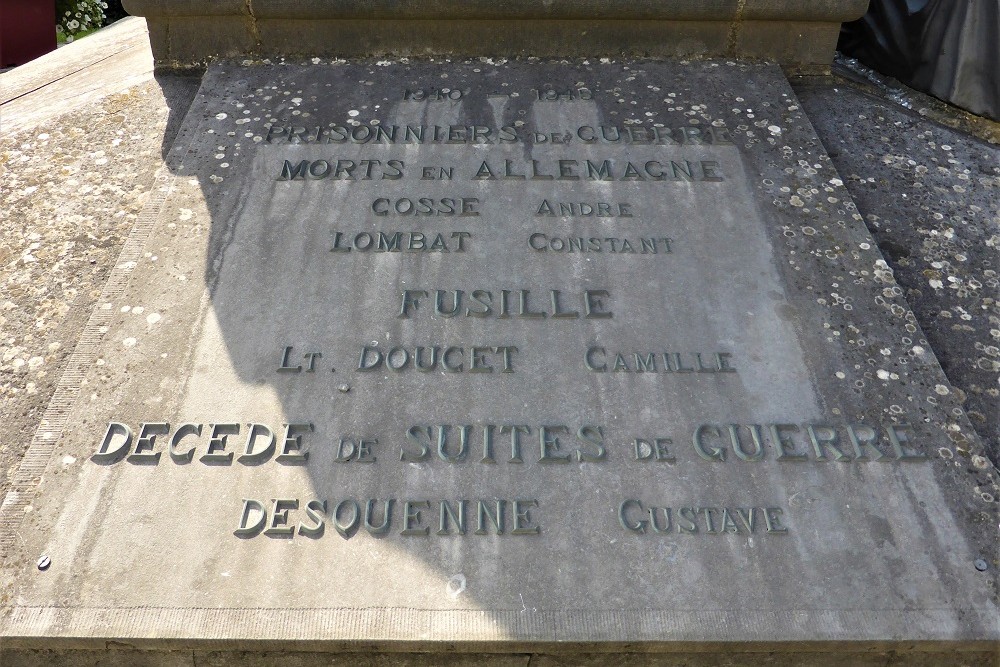 1940 — 1945
PRISONNIERS DE GUERRE
MORTS EN ALLEMAGNE
COSSE ANDRE
LOMBAT CONSTANT
FUSILLE
LT. DOUCET CAMILLE
DECEDE DE SUITES DE GUERRE
DESQUENNE GUSTAVE